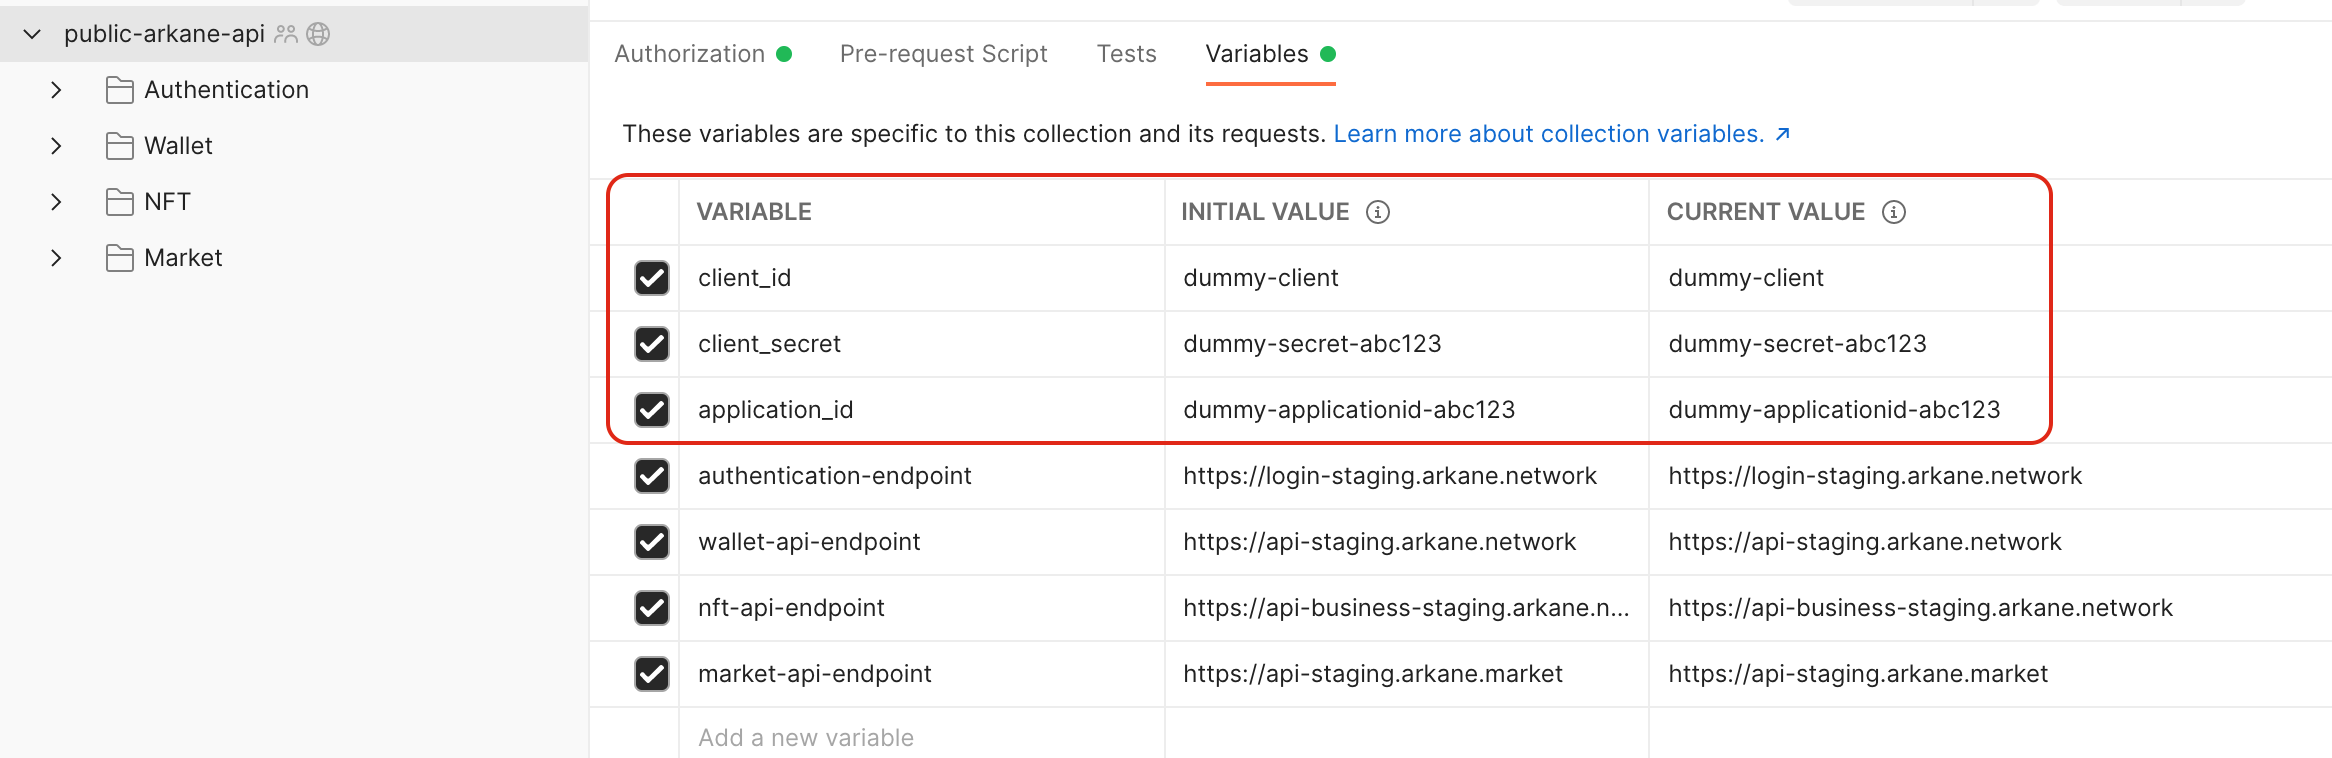 public-arkane-api
Authentication
Wallet
NFT
Market
Authorization Pre-request Script Tests Variables
These variables are specific to this collection and its requests. Learn more about collection variables. ↗
VARIABLE INITIAL VALUE CURRENT VALUE
client_id dummy-client dummy-client
client_secret dummy-secret-abc123 dummy-secret-abc123
application_id dummy-applicationid-abc123 dummy-applicationid-abc123
authentication-endpoint https://login-staging.arkane.network https://login-staging.arkane.network
wallet-api-endpoint https://api-staging.arkane.network https://api-staging.arkane.network
nft-api-endpoint https://api-business-staging.arkane.n... https://api-business-staging.arkane.network
market-api-endpoint https://api-staging.arkane.market https://api-staging.arkane.market
Add a new variable